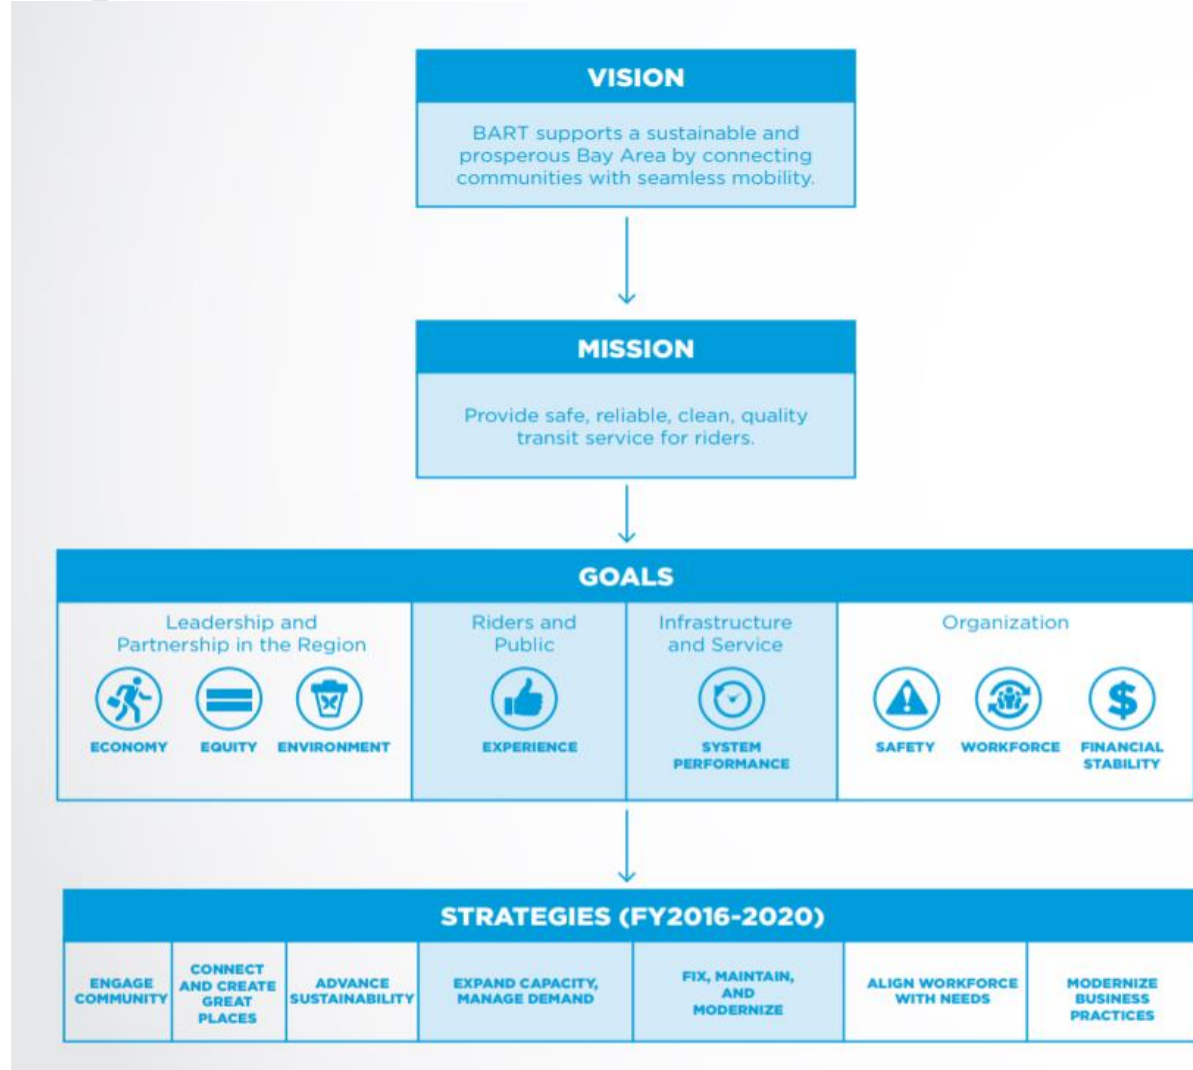 VISION
BART supports a sustainable and
prosperous Bay Area by connecting
communities with seamless mobility.
MISSION
Provide safe, reliable, clean, quality
transit service for riders.
GOALS
Leadership and
Partnership in the Region
ECONOMY
EQUITY
ENVIRONMENT
Riders and
Public
EXPERIENCE
Infrastructure
and Service
SYSTEM
PERFORMANCE
Organization
SAFETY
WORKFORCE
FINANCIAL
STABILITY
STRATEGIES (FY2016-2020)
ENGAGE
COMMUNITY
CONNECT
AND CREATE
GREAT
PLACES
ADVANCE
SUSTAINABILITY
EXPAND CAPACITY,
MANAGE DEMAND
FIX, MAINTAIN,
AND
MODERNIZE
ALIGN WORKFORCE
WITH NEEDS
MODERNIZE
BUSINESS
PRACTICES